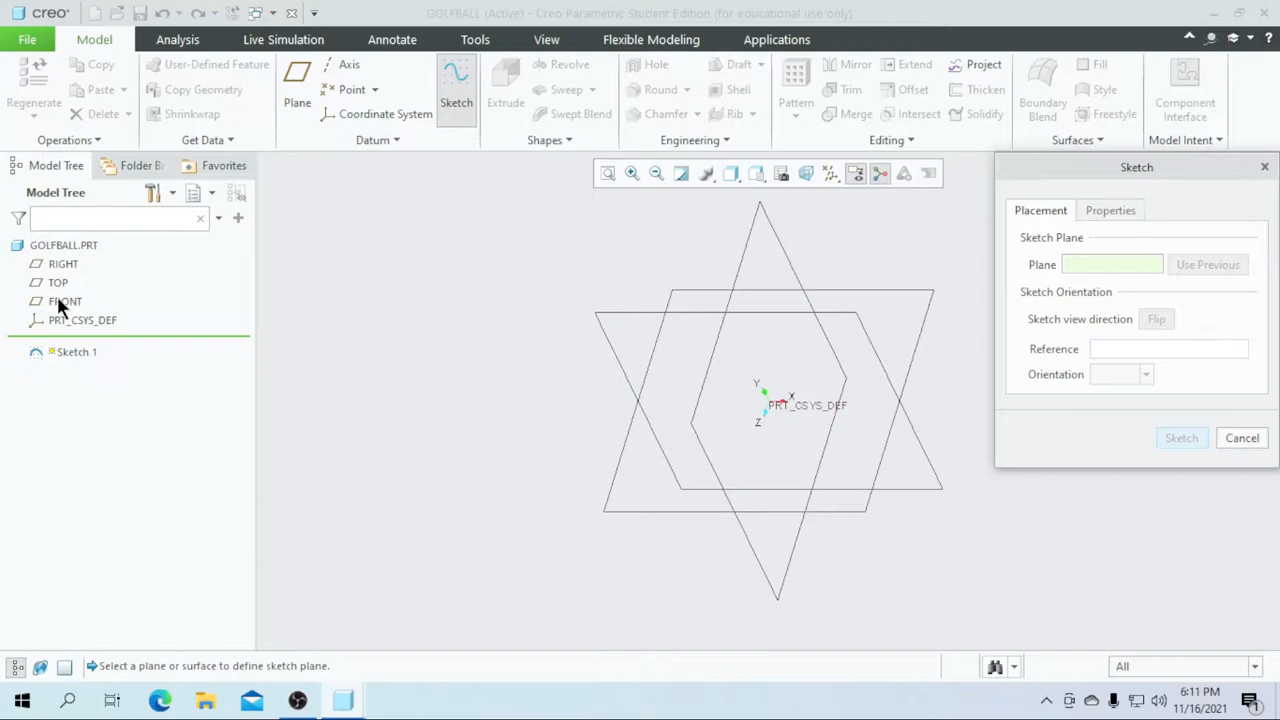 creo
GOLFBALL (Active) - Creo Parametric Student Edition (for educational use only)
File
Model
Analysis
Live Simulation
Annotate
Tools
View
Flexible Modeling
Applications
Regenerate
Copy
Paste
Delete
User-Defined Feature
Copy Geometry
Shrinkwrap
Plane
Axis
Point
Coordinate System
Sketch
Extrude
Revolve
Sweep
Swept Blend
Hole
Round
Chamfer
Draft
Shell
Rib
Pattern
Mirror
Trim
Merge
Extend
Offset
Intersect
Project
Thicken
Solidify
Boundary
Blend
Fill
Style
Freestyle
Component
Interface
Operations
Get Data
Datum
Shapes
Engineering
Editing
Surfaces
Model Intent
Model Tree
Folder B
Favorites
Model Tree
GOLFBALL.PRT
RIGHT
TOP
FRONT
PRT_CSYS_DEF
Sketch 1
Y
X
PRT_CSYS_DEF
Z
Sketch
Placement
Properties
Sketch Plane
Plane
Use Previous
Sketch Orientation
Sketch view direction
Flip
Reference
Orientation
Sketch
Cancel
Select a plane or surface to define sketch plane.
All
6:11 PM
11/16/2021